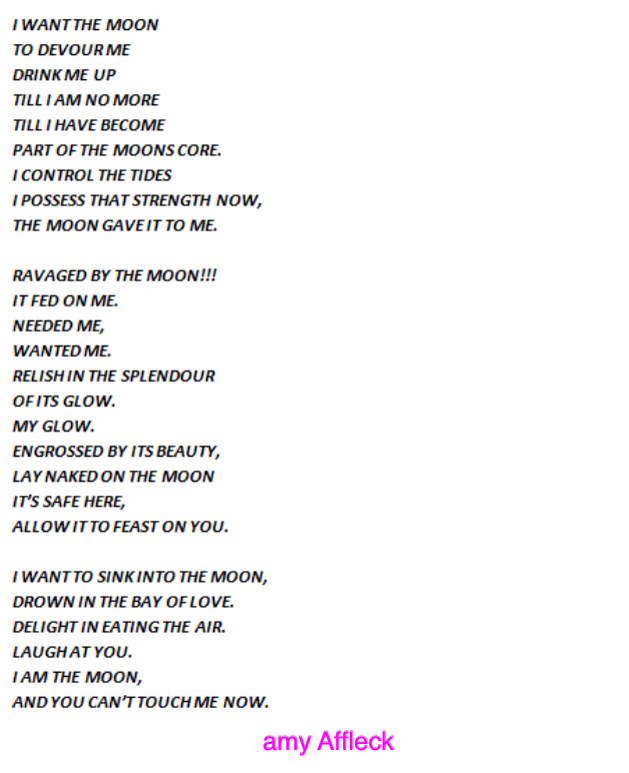 I WANT THE MOON
TO DEVOUR ME
DRINK ME UP
TILL I AM NO MORE
TILL I HAVE BECOME
PART OF THE MOONS CORE.
I CONTROL THE TIDES
I POSSESS THAT STRENGTH NOW,
THE MOON GAVE IT TO ME.

RAVAGED BY THE MOON!!!
IT FED ON ME.
NEEDED ME,
WANTED ME.
RELISH IN THE SPLENDOUR
OF ITS GLOW.
MY GLOW.
ENGROSSED BY ITS BEAUTY,
LAY NAKED ON THE MOON
IT'S SAFE HERE,
ALLOW IT TO FEAST ON YOU.

I WANT TO SINK INTO THE MOON,
DROWN IN THE BAY OF LOVE.
DELIGHT IN EATING THE AIR.
LAUGH AT YOU.
I AM THE MOON,
AND YOU CAN'T TOUCH ME NOW.
amy Affleck